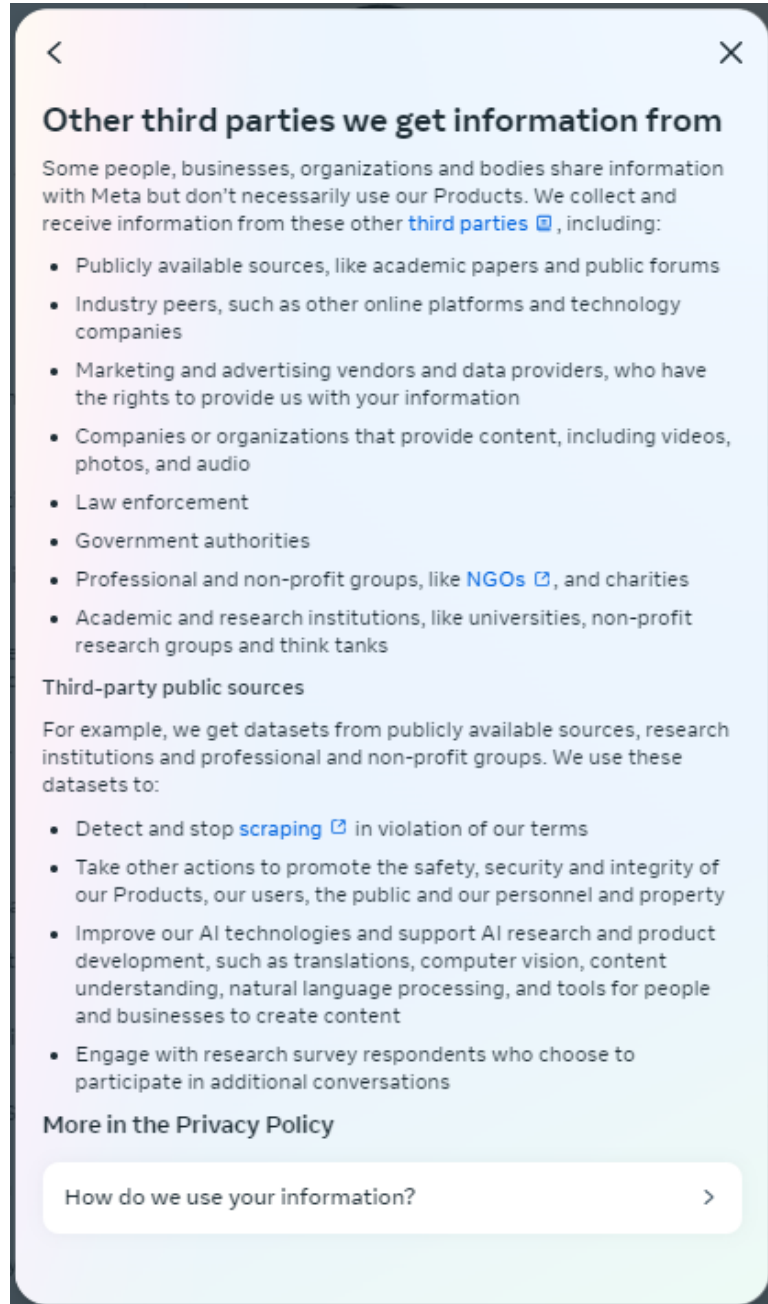 Other third parties we get information from
Some people, businesses, organizations and bodies share information
with Meta but don't necessarily use our Products. We collect and
receive information from these other third parties , including:
• Publicly available sources, like academic papers and public forums
• Industry peers, such as other online platforms and technology
companies
• Marketing and advertising vendors and data providers, who have
the rights to provide us with your information
• Companies or organizations that provide content, including videos,
photos, and audio
• Law enforcement
• Government authorities
• Professional and non-profit groups, like NGOs , and charities
• Academic and research institutions, like universities, non-profit
research groups and think tanks
Third-party public sources
For example, we get datasets from publicly available sources, research
institutions and professional and non-profit groups. We use these
datasets to:
• Detect and stop scraping in violation of our terms
• Take other actions to promote the safety, security and integrity of
our Products, our users, the public and our personnel and property
• Improve our AI technologies and support AI research and product
development, such as translations, computer vision, content
understanding, natural language processing, and tools for people
and businesses to create content
• Engage with research survey respondents who choose to
participate in additional conversations
More in the Privacy Policy
How do we use your information?